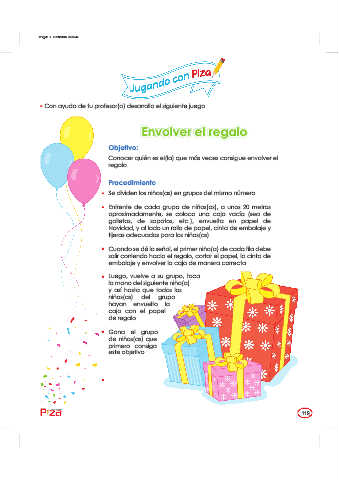 Jugando con Piza
• Con ayuda de tu profesor(a) desarrolla el siguiente juego
Envolver el regalo
Objetivo:
Conocer quién es el(la) que más veces consigue envolver el
regalo
Procedimiento
• Se dividen los niños(as) en grupos del mismo número
• Enfrente de cada grupo de niños(as), a unos 20 metros
aproximadamente, se coloca una caja vacía (sea de
galletas, de zapatos, etc.), envuelta en papel de
Navidad, y al lado un rollo de papel, cinta de embalaje y
tijeras adecuadas para los niños(as)
• Cuando se dé la señal, el primer niño(a) de cada fila debe
salir corriendo hacia el regalo, cortar el papel, la cinta de
embalaje y envolver la caja de manera correcta
• Luego, vuelve a su grupo, toca
la mano del siguiente niño(a)
y así hasta que todos los
niños(as) del grupo
hayan envuelto la
caja con el papel
de regalo
• Gana el grupo
de niños(as) que
primero consiga
este objetivo
Piza
115